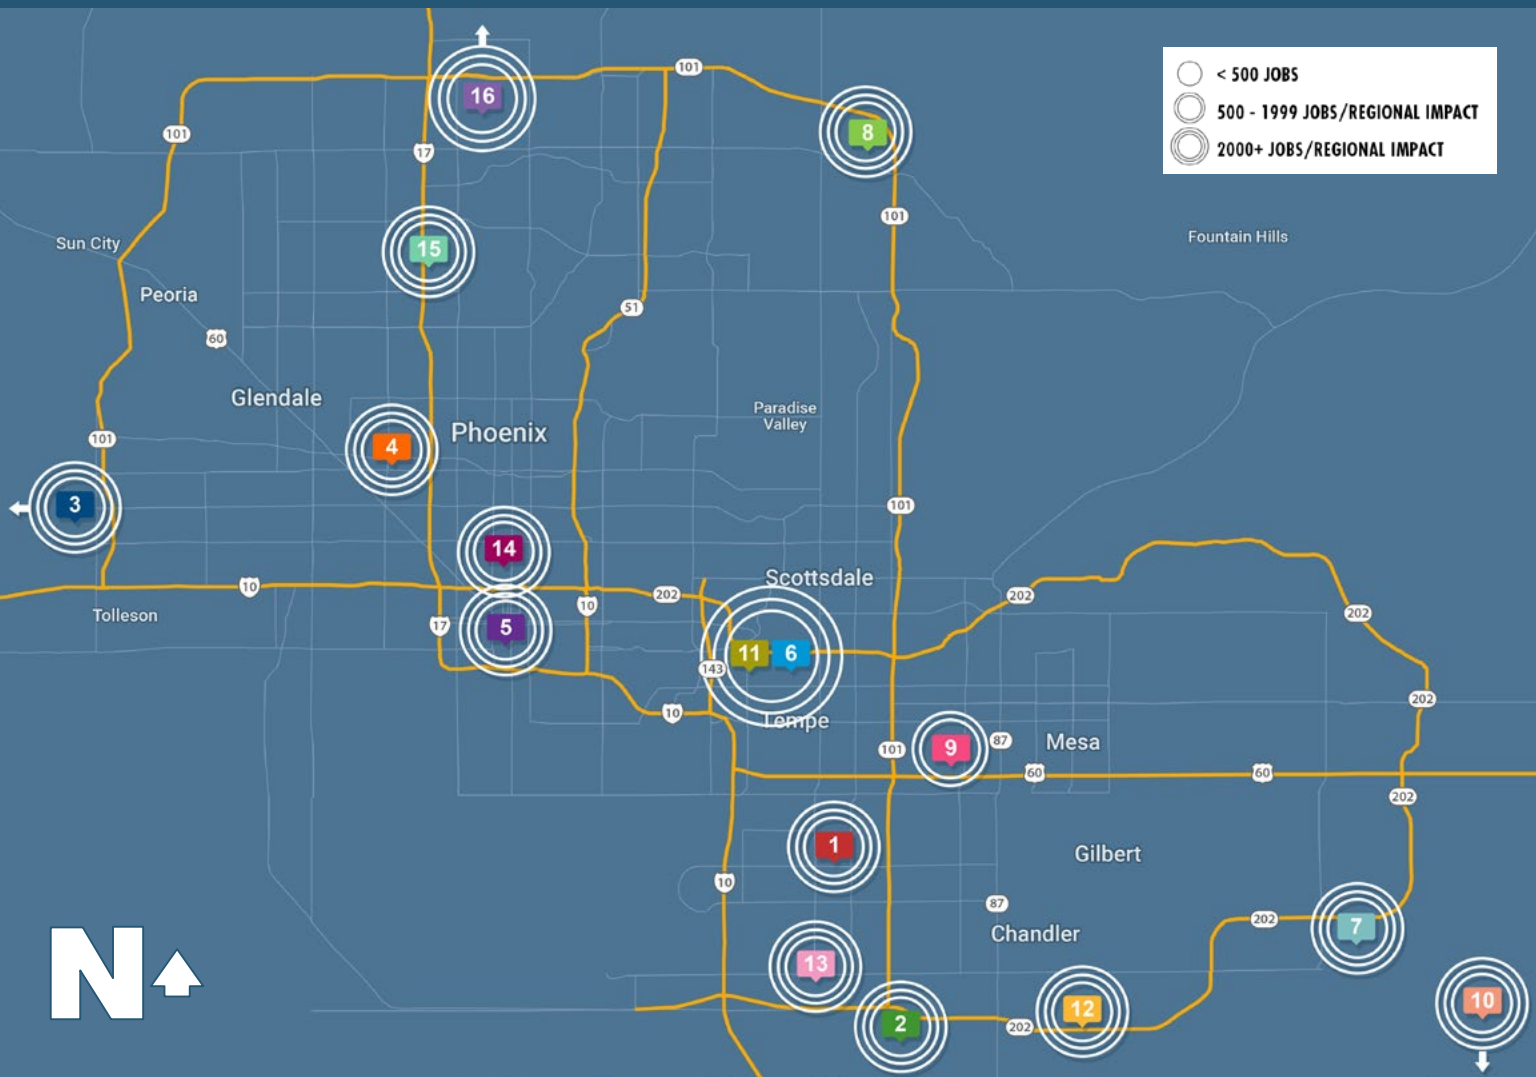 101
16
8
< 500 JOBS
500 - 1999 JOBS/REGIONAL IMPACT
2000+ JOBS/REGIONAL IMPACT
101
17
101
Sun City
15
Fountain Hills
Peoria
51
60
Glendale
Paradise
Valley
Phoenix
4
101
3
101
14
Scottsdale
10
202
202
10
202
Tolleson
17
5
11
6
143
202
10
Tempe
101
9
87
Mesa
60
60
202
1
Gilbert
10
87
202
7
Chandler
13
N
2
202
12
10